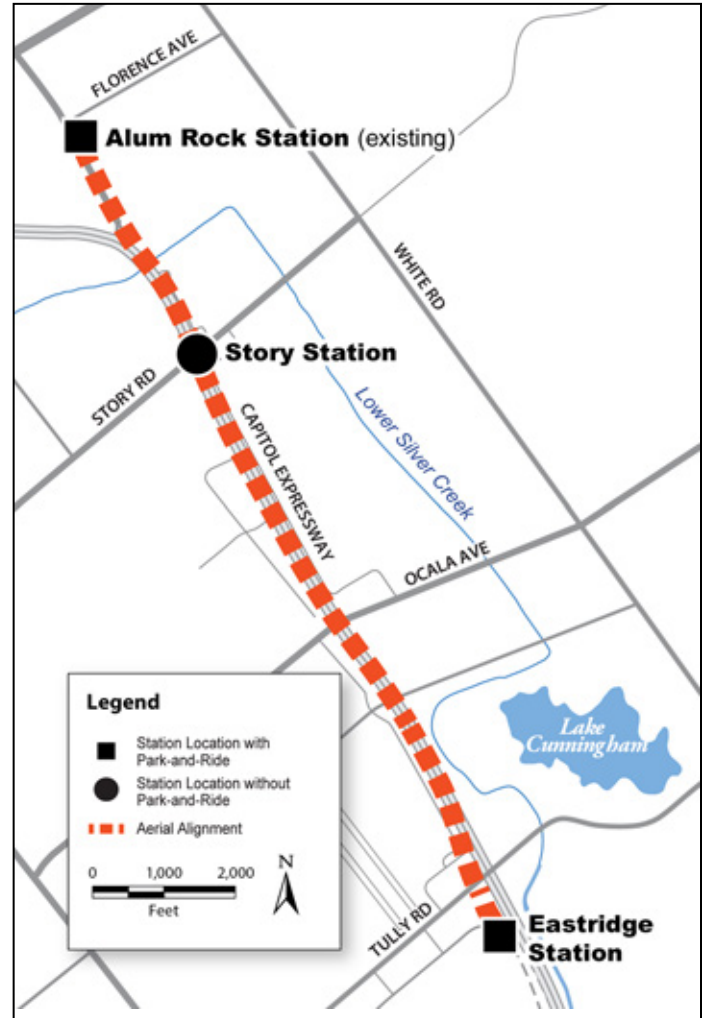 FLORENCE AVE
Alum Rock Station (existing)
WHITE RD
Story Station
STORY RD
Lower Silver Creek
CAPITOL EXPRESSWAY
OCALA AVE
Legend
Station Location with
Park-and-Ride
Station Location without
Park-and-Ride
Aerial Alignment
0 1,000 2,000
Feet
N
Lake
Cunningham
TULLY RD
Eastridge
Station